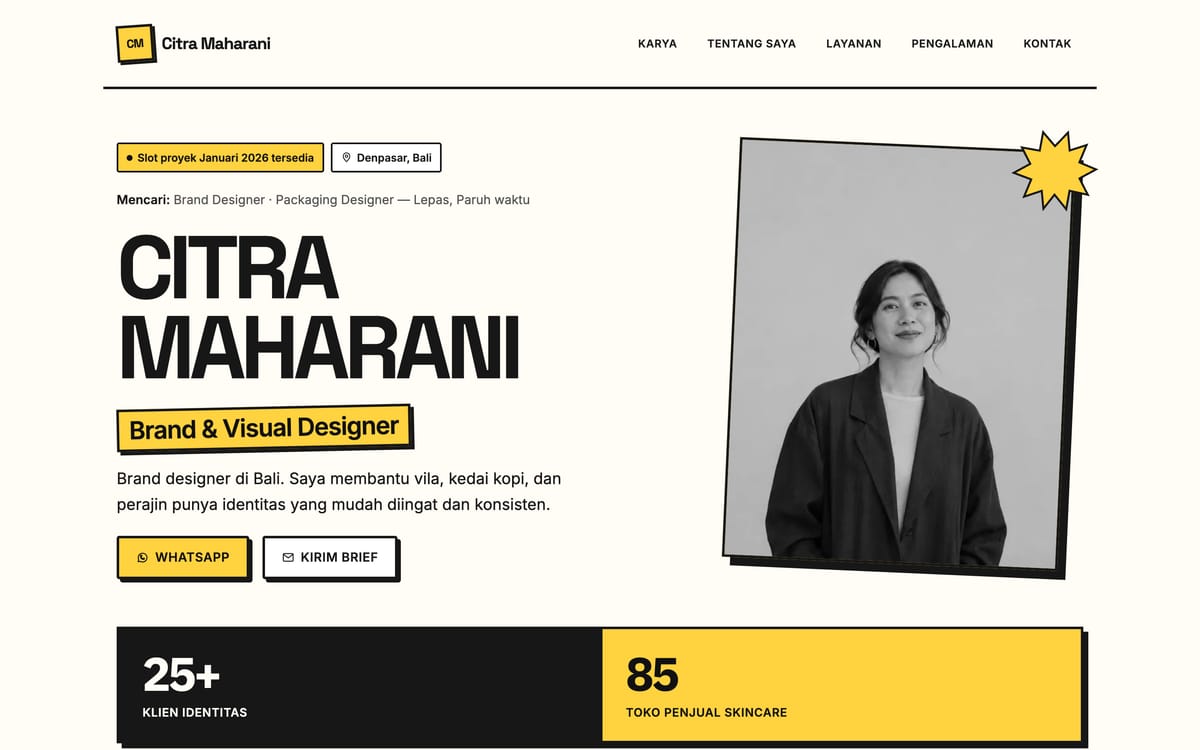 CM Citra Maharani
KARYA TENTANG SAYA LAYANAN PENGALAMAN KONTAK
Slot proyek Januari 2026 tersedia
Denpasar, Bali
Mencari: Brand Designer · Packaging Designer — Lepas, Paruh waktu
CITRA
MAHARANI
Brand & Visual Designer
Brand designer di Bali. Saya membantu vila, kedai kopi, dan
perajin punya identitas yang mudah diingat dan konsisten.
WHATSAPP
KIRIM BRIEF
25+
KLIEN IDENTITAS
85
TOKO PENJUAL SKINCARE